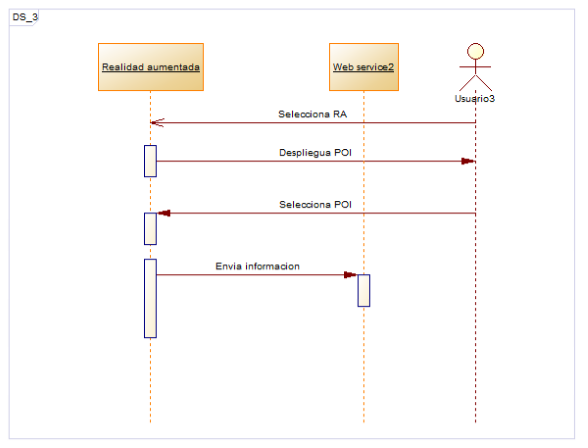 DS_3
Realidad aumentada
Web service2
Usuario3
Selecciona RA
Despliegua POI
Selecciona POI
Envia informacion